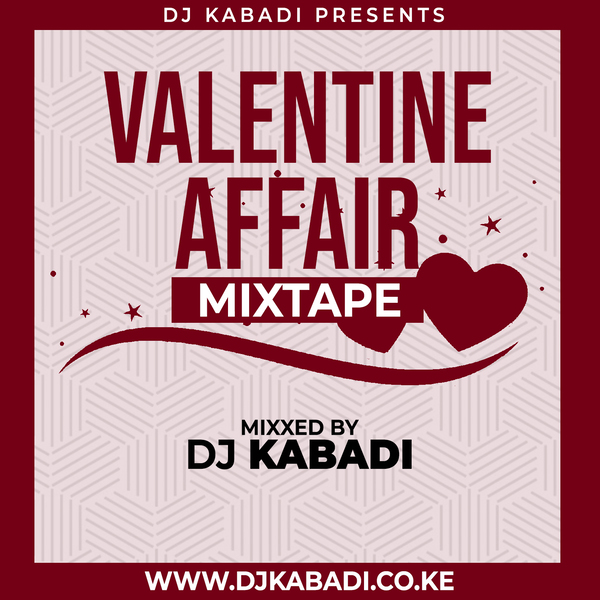 DJ KABADI PRESENTS
VALENTINE
AFFAIR
MIXTAPE
MIXXED BY
DJ KABADI
WWW.DJKABADI.CO.KE